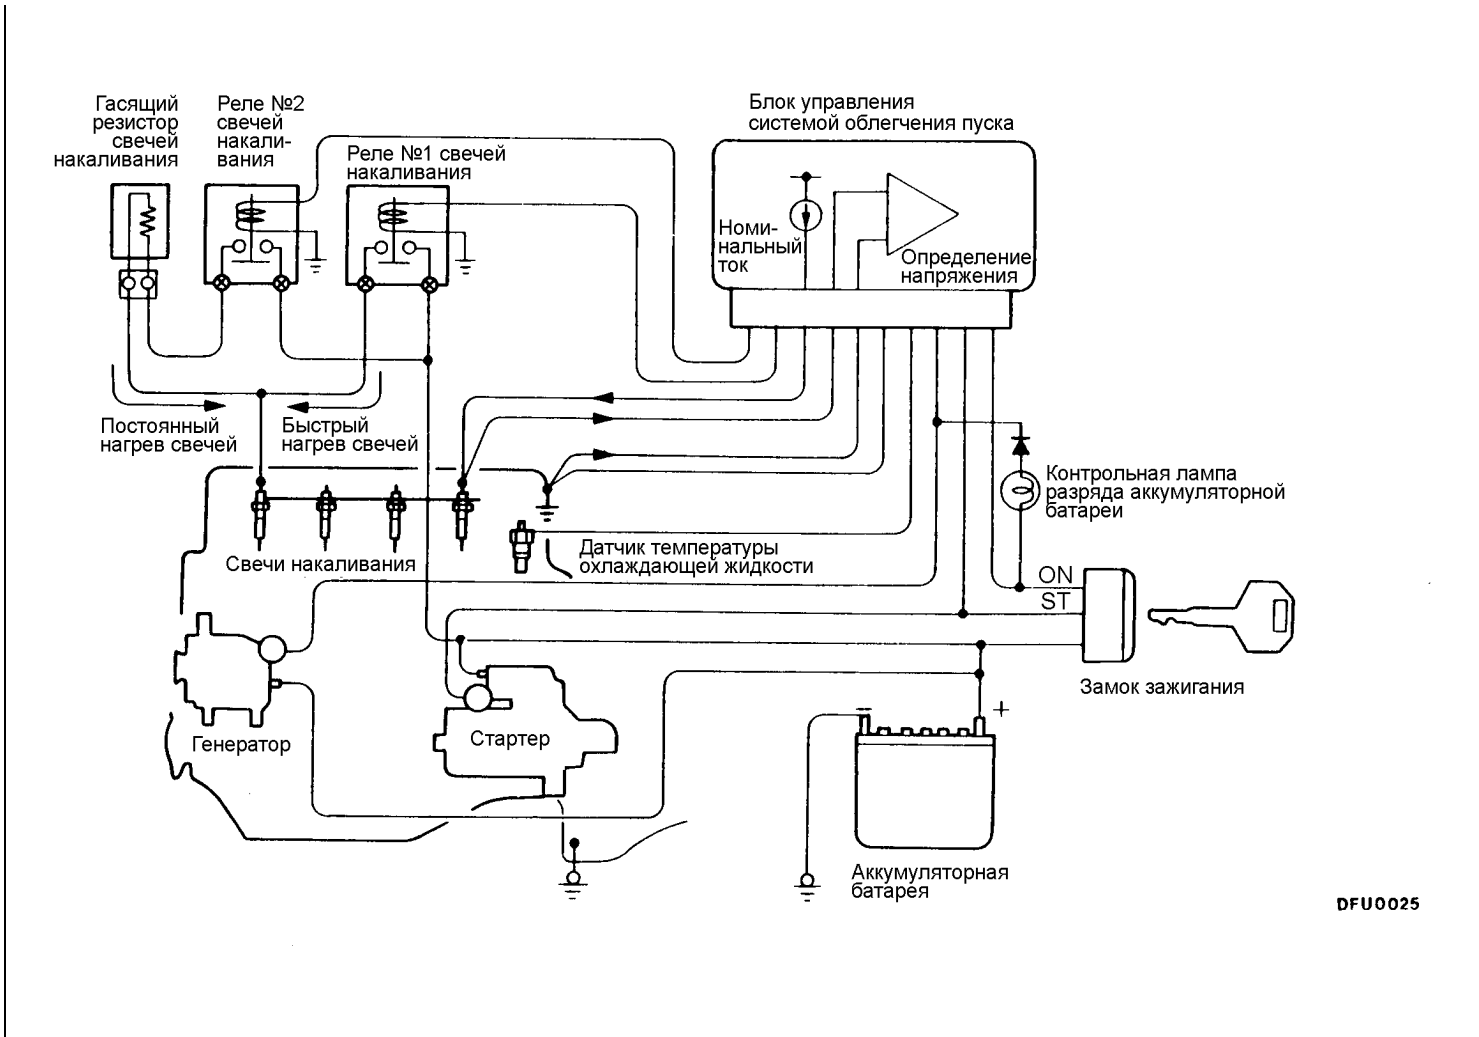 Гасящий
резистор
свечей
накаливания
Реле №2
свечей
накали-
вания
Реле №1 свечей
накаливания
Блок управления
системой облегчения пуска
Номи-
нальный
ток
Определение
напряжения
Постоянный
нагрев свечей
Быстрый
нагрев свечей
Контрольная лампа
разряда аккумуляторной
батареи
Свечи накаливания
Датчик температуры
охлаждающей жидкости
ON
ST
Замок зажигания
Генератор
Стартер
− +
Аккумуляторная
батарея
DFU0025